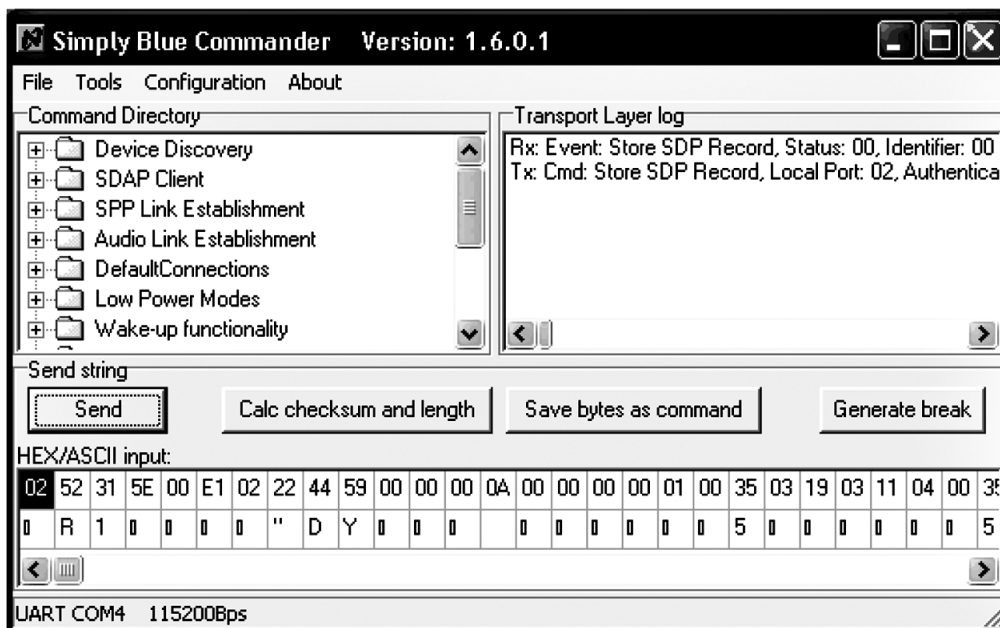 Simply Blue Commander Version: 1.6.0.1
File Tools Configuration About
Command Directory
Device Discovery
SDAP Client
SPP Link Establishment
Audio Link Establishment
DefaultConnections
Low Power Modes
Wake-up functionality
Transport Layer log
Rx: Event: Store SDP Record, Status: 00, Identifier: 00
Tx: Cmd: Store SDP Record, Local Port: 02, Authentica
Send string
Send Calc checksum and length Save bytes as command Generate break
HEX/ASCII input:
02 52 31 5E 00 E1 02 22 44 59 00 00 00 0A 00 00 00 00 01 00 35 03 19 03 11 04 00 35
R 1 " D Y 5 5
UART COM4 115200Bps